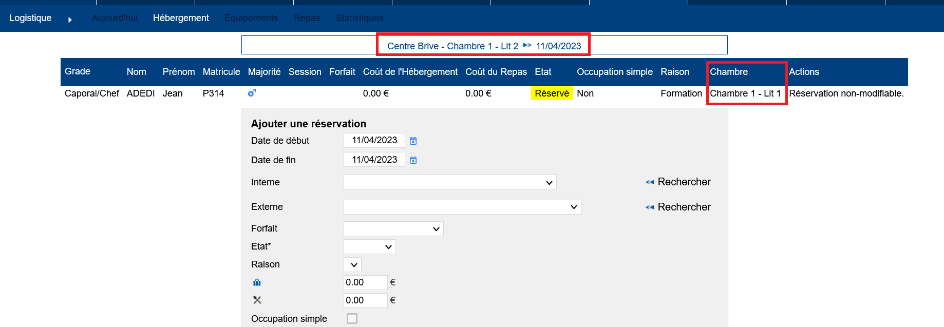 Logistique Aujourd'hui Hébergement Equipements Repas Statistiques
Centre Brive - Chambre 1 - Lit 2 11/04/2023
Grade Nom Prénom Matricule Majorité Session Forfait Coût de l'Hébergement Coût du Repas Etat Occupation simple Raison Chambre Actions
Caporal/Chef ADEDI Jean P314 0.00 € 0.00 € Réservé Non Formation Chambre 1 - Lit 1 Réservation non-modifiable.
Ajouter une réservation
Date de début 11/04/2023
Date de fin 11/04/2023
Interne Rechercher
Externe Rechercher
Forfait
Etat*
Raison
0.00 €
0.00 €
Occupation simple